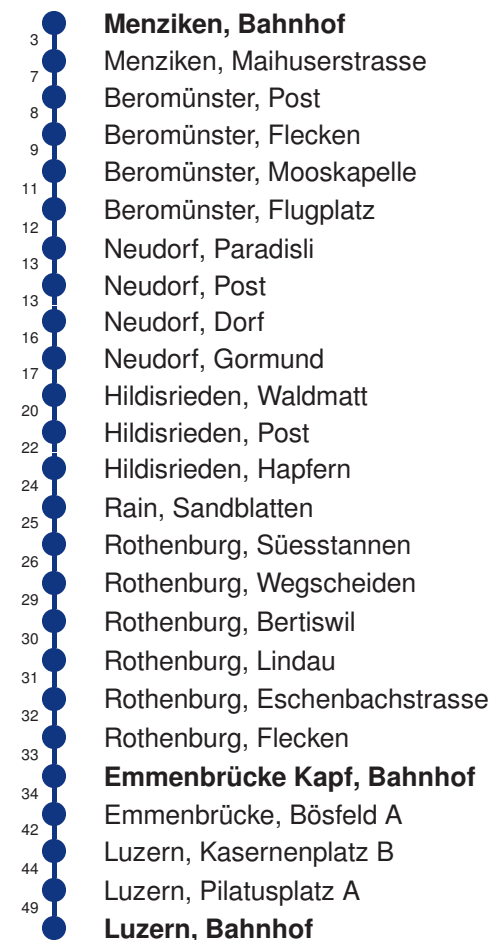 Menziken, Bahnhof
3
Menziken, Maihuserstrasse
7
Beromünster, Post
8
Beromünster, Flecken
9
Beromünster, Mooskapelle
11
Beromünster, Flugplatz
12
Neudorf, Paradisli
13
Neudorf, Post
13
Neudorf, Dorf
16
Neudorf, Gormund
17
Hildisrieden, Waldmatt
20
Hildisrieden, Post
22
Hildisrieden, Hapfern
24
Rain, Sandblatten
25
Rothenburg, Süesstannen
26
Rothenburg, Wegscheiden
29
Rothenburg, Bertiswil
30
Rothenburg, Lindau
31
Rothenburg, Eschenbachstrasse
32
Rothenburg, Flecken
33
Emmenbrücke Kapf, Bahnhof
34
Emmenbrücke, Bösfeld A
42
Luzern, Kasernenplatz B
44
Luzern, Pilatusplatz A
49
Luzern, Bahnhof